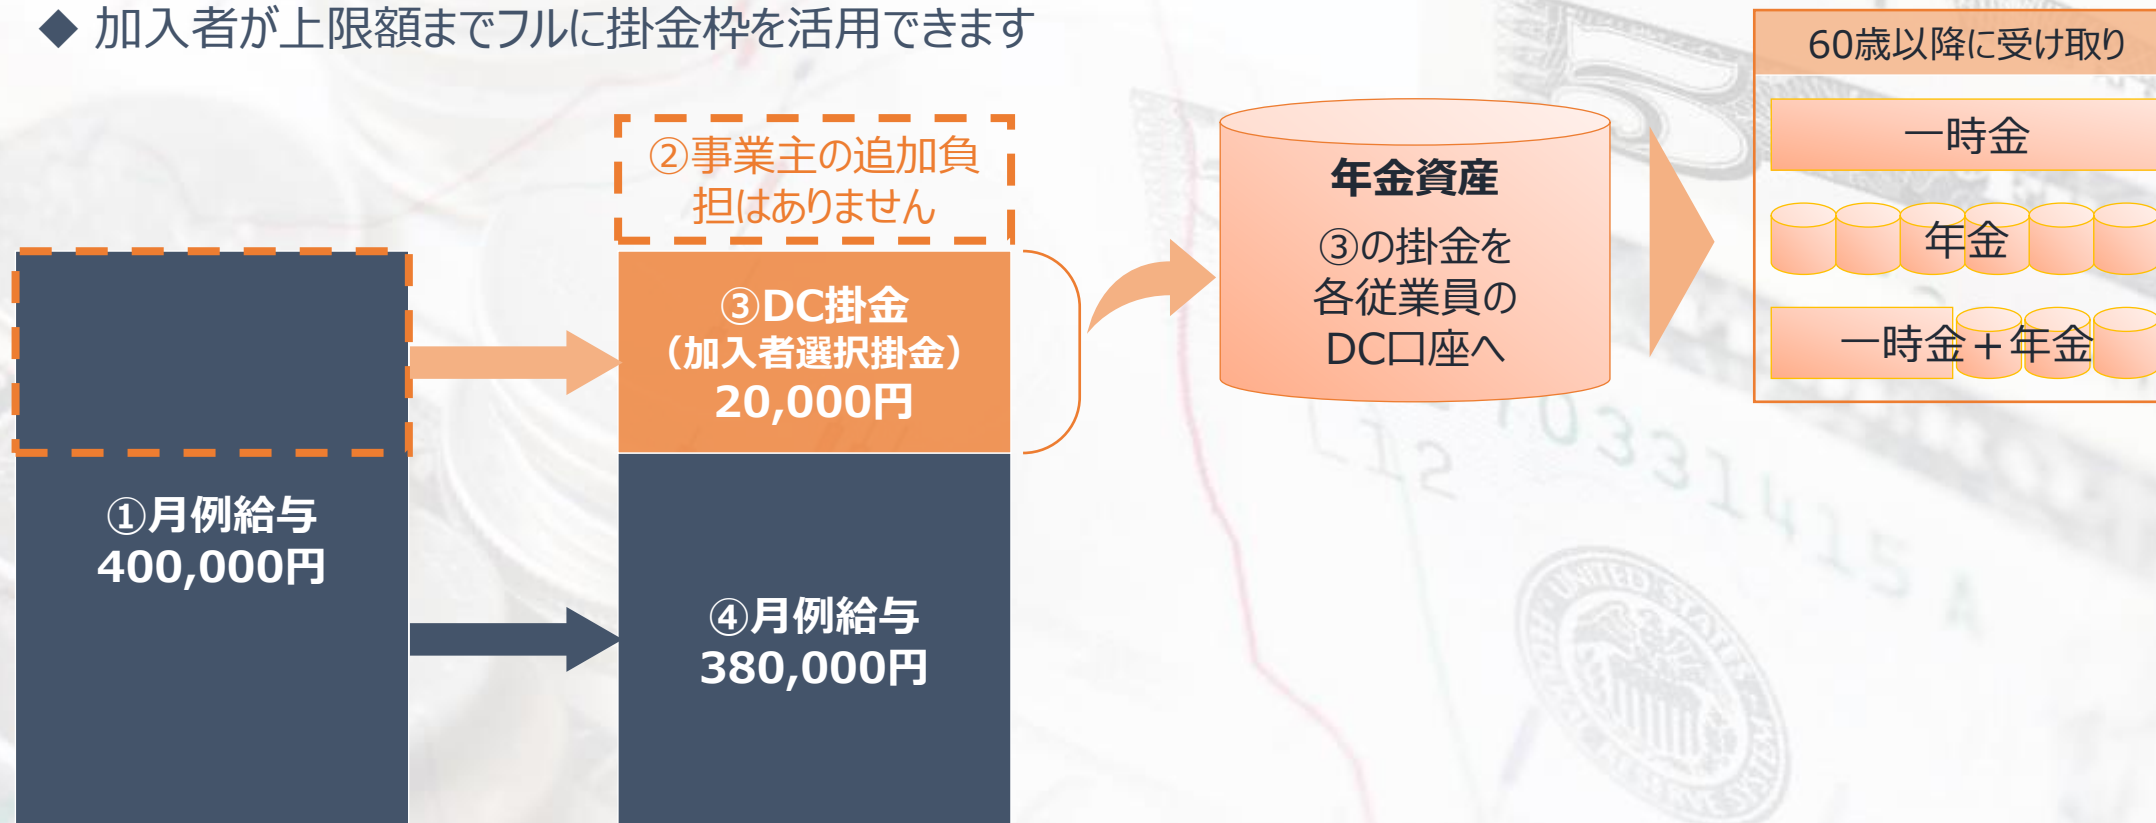 ◆ 加入者が上限額までフルに掛金枠を活用できます
②事業主の追加負
担はありません
①月例給与
400,000円
③DC掛金
（加入者選択掛金）
20,000円
④月例給与
380,000円
年金資産
③の掛金を
各従業員の
DC口座へ
60歳以降に受け取り
一時金
年金
一時金＋年金